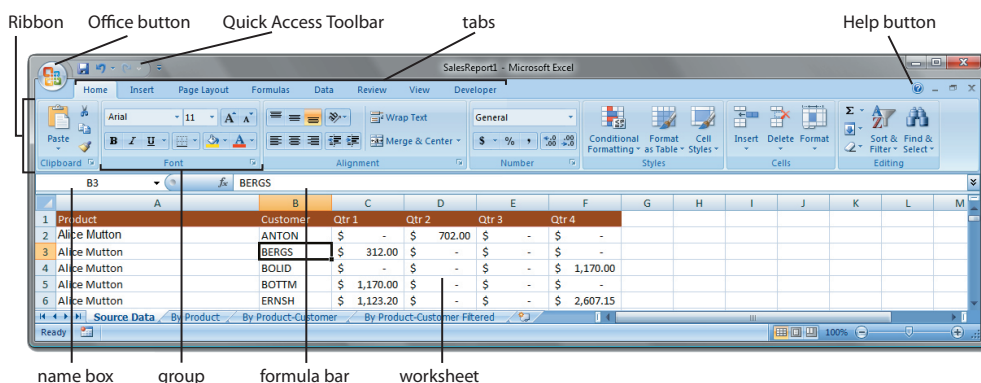 Ribbon Office button Quick Access Toolbar tabs Help button
SalesReport1 - Microsoft Excel
Home Insert Page Layout Formulas Data Review View Developer
Arial 11 A A Wrap Text General Σ
Paste B I U A Merge & Center $ % , .00 .00 Conditional Formatting Format as Table Cell Styles Insert Delete Format Sort & Filter Find & Select
Clipboard Font Alignment Number Styles Cells Editing
B3 fx BERGS
A B C D E F G H I J K L M
1 Product Customer Qtr 1 Qtr 2 Qtr 3 Qtr 4
2 Alice Mutton ANTON $ - $ 702.00 $ - $ -
3 Alice Mutton BERGS $ 312.00 $ - $ - $ -
4 Alice Mutton BOLID $ - $ - $ - $ 1,170.00
5 Alice Mutton BOTTM $ 1,170.00 $ - $ - $ -
6 Alice Mutton ERNSH $ 1,123.20 $ - $ - $ 2,607.15
Source Data By Product By Product-Customer By Product-Customer Filtered
Ready 100%
name box group formula bar worksheet